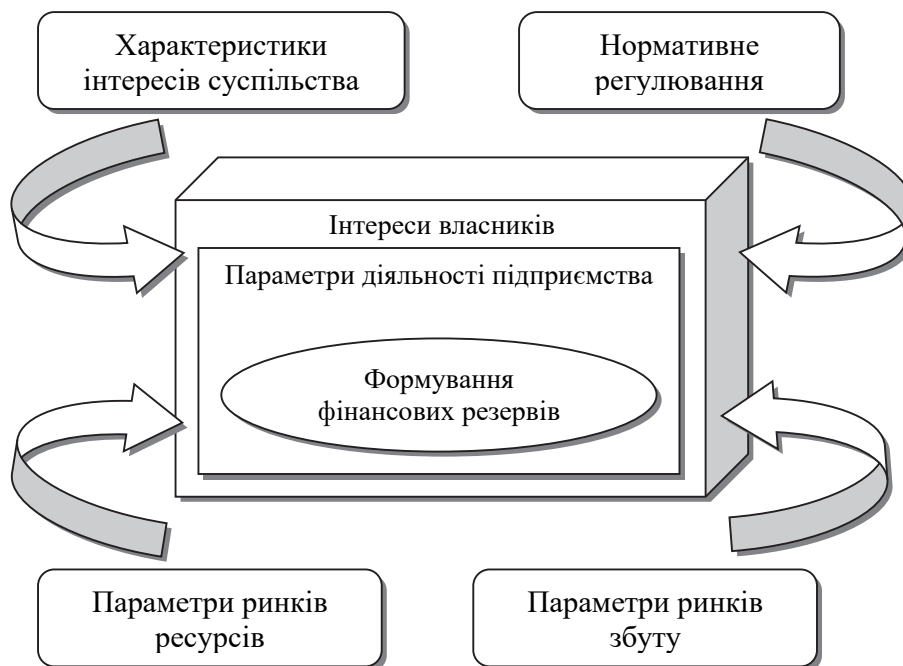 Характеристики
інтересів суспільства
Нормативне
регулювання
Інтереси власників
Параметри діяльності підприємства
Формування
фінансових резервів
Параметри ринків
ресурсів
Параметри ринків
збуту